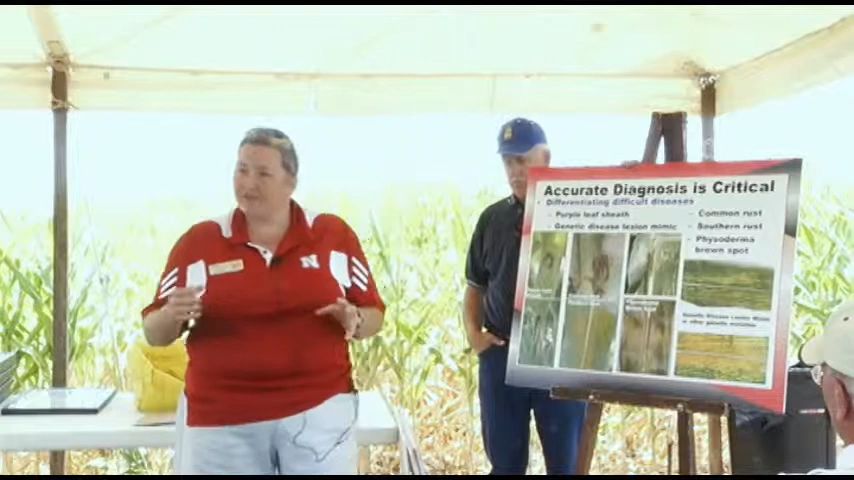 N
Accurate Diagnosis is Critical
• Differentiating difficult diseases
- Purple leaf sheath
- Genetic disease lesion mimic
- Common rust
- Southern rust
- Physoderma
brown spot